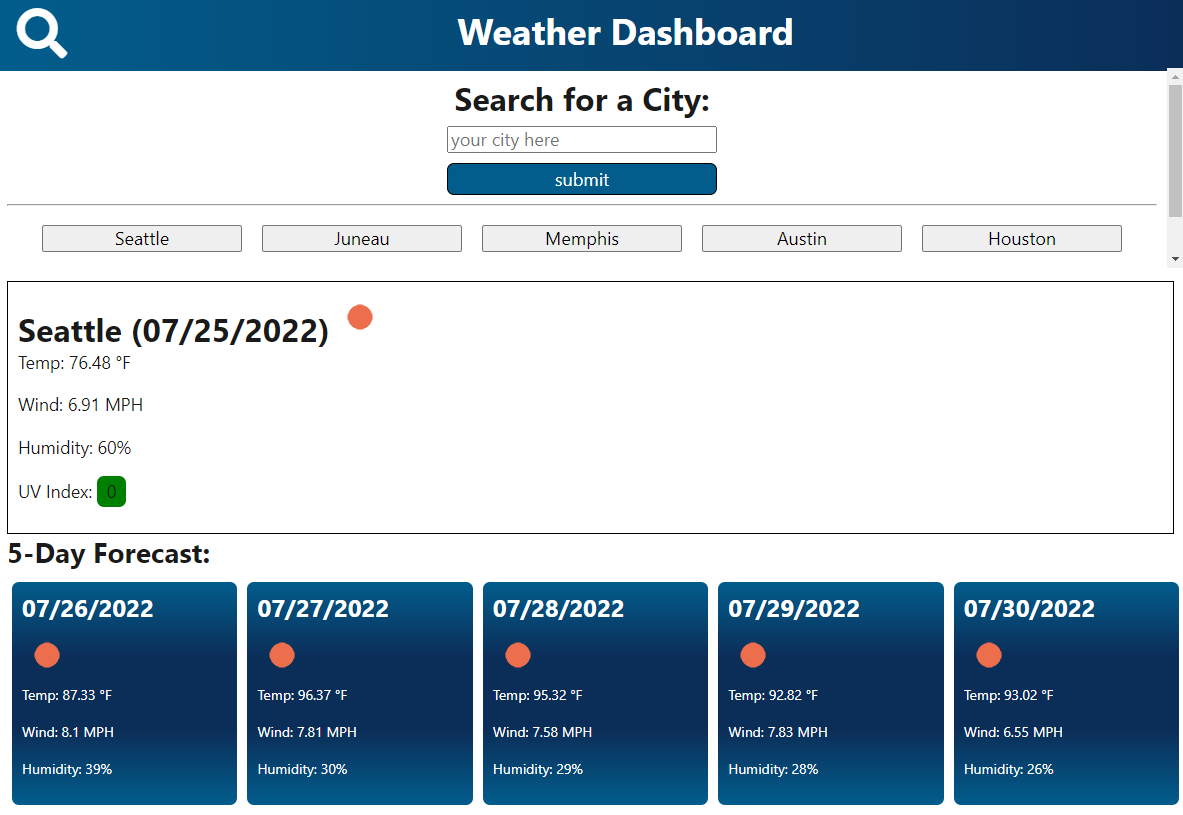 Weather Dashboard
Search for a City:
your city here
submit
Seattle Juneau Memphis Austin Houston
Seattle (07/25/2022)
Temp: 76.48 °F
Wind: 6.91 MPH
Humidity: 60%
UV Index: 0
5-Day Forecast:
07/26/2022
Temp: 87.33 °F
Wind: 8.1 MPH
Humidity: 39%
07/27/2022
Temp: 96.37 °F
Wind: 7.81 MPH
Humidity: 30%
07/28/2022
Temp: 95.32 °F
Wind: 7.58 MPH
Humidity: 29%
07/29/2022
Temp: 92.82 °F
Wind: 7.83 MPH
Humidity: 28%
07/30/2022
Temp: 93.02 °F
Wind: 6.55 MPH
Humidity: 26%